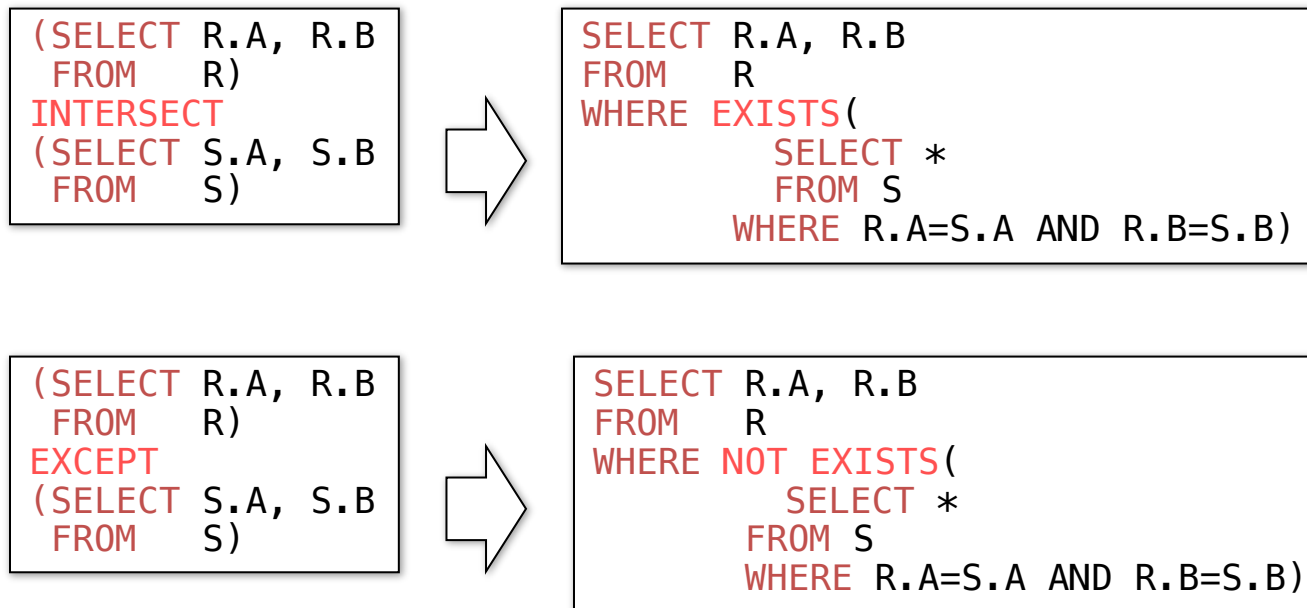 (SELECT R.A, R.B
FROM R)
INTERSECT
(SELECT S.A, S.B
FROM S)
SELECT R.A, R.B
FROM R
WHERE EXISTS(
SELECT *
FROM S
WHERE R.A=S.A AND R.B=S.B)
(SELECT R.A, R.B
FROM R)
EXCEPT
(SELECT S.A, S.B
FROM S)
SELECT R.A, R.B
FROM R
WHERE NOT EXISTS(
SELECT *
FROM S
WHERE R.A=S.A AND R.B=S.B)